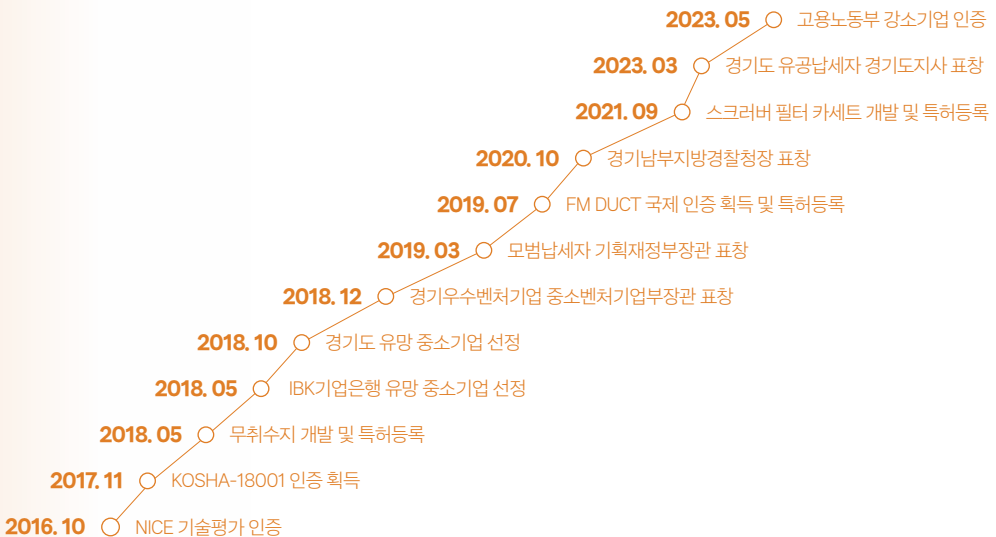 2023. 05 고용노동부 강소기업 인증
2023. 03 경기도 유공납세자 경기도지사 표창
2021. 09 스크러버 필터 카세트 개발 및 특허등록
2020. 10 경기남부지방경찰청장 표창
2019. 07 FM DUCT 국제 인증 획득 및 특허등록
2019. 03 모범납세자 기획재정부장관 표창
2018. 12 경기우수벤처기업 중소벤처기업부장관 표창
2018. 10 경기도 유망 중소기업 선정
2018. 05 IBK기업은행 유망 중소기업 선정
2018. 05 무취수지 개발 및 특허등록
2017. 11 KOSHA-18001 인증 획득
2016. 10 NICE 기술평가 인증